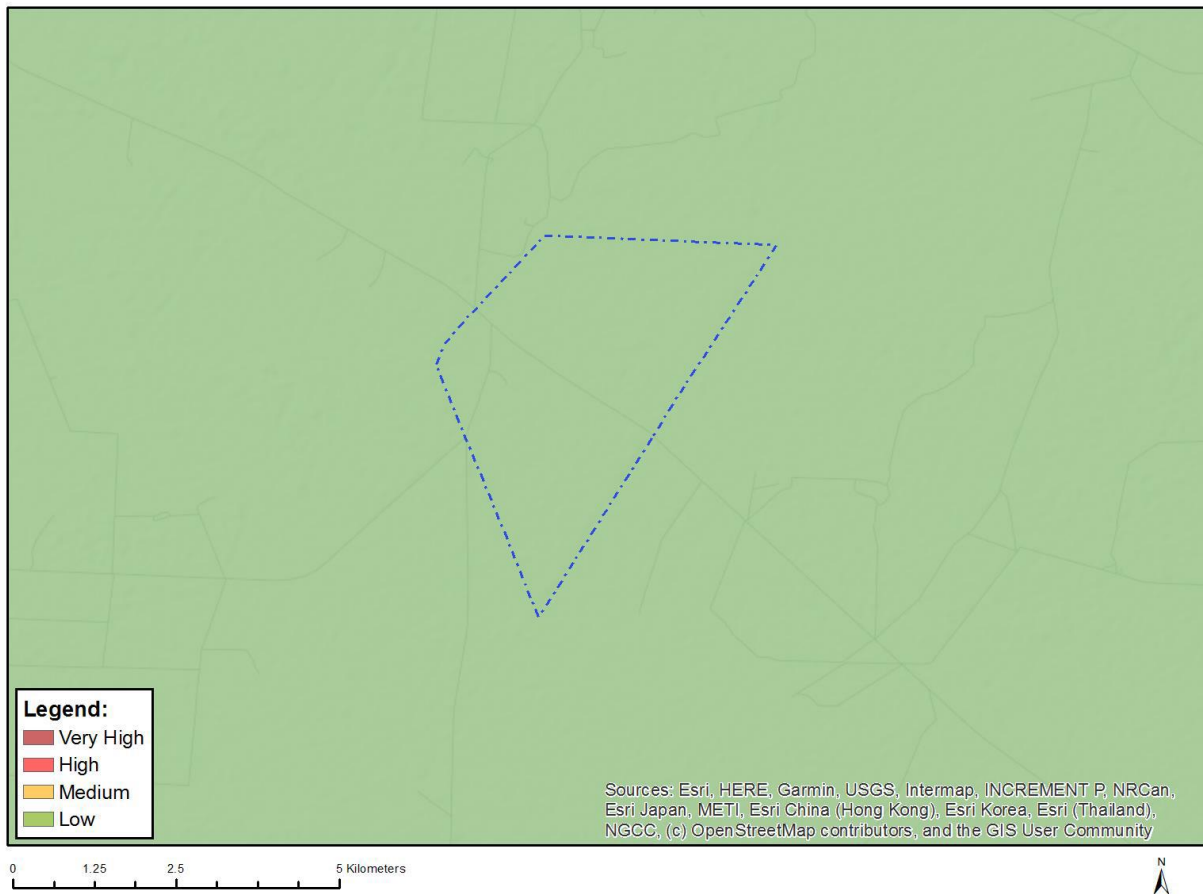 Legend:
Very High
High
Medium
Low
Sources: Esri, HERE, Garmin, USGS, Intermap, INCREMENT P, NRCan,
Esri Japan, METI, Esri China (Hong Kong), Esri Korea, Esri (Thailand),
NGCC, (c) OpenStreetMap contributors, and the GIS User Community
0 1.25 2.5 5 Kilometers
N